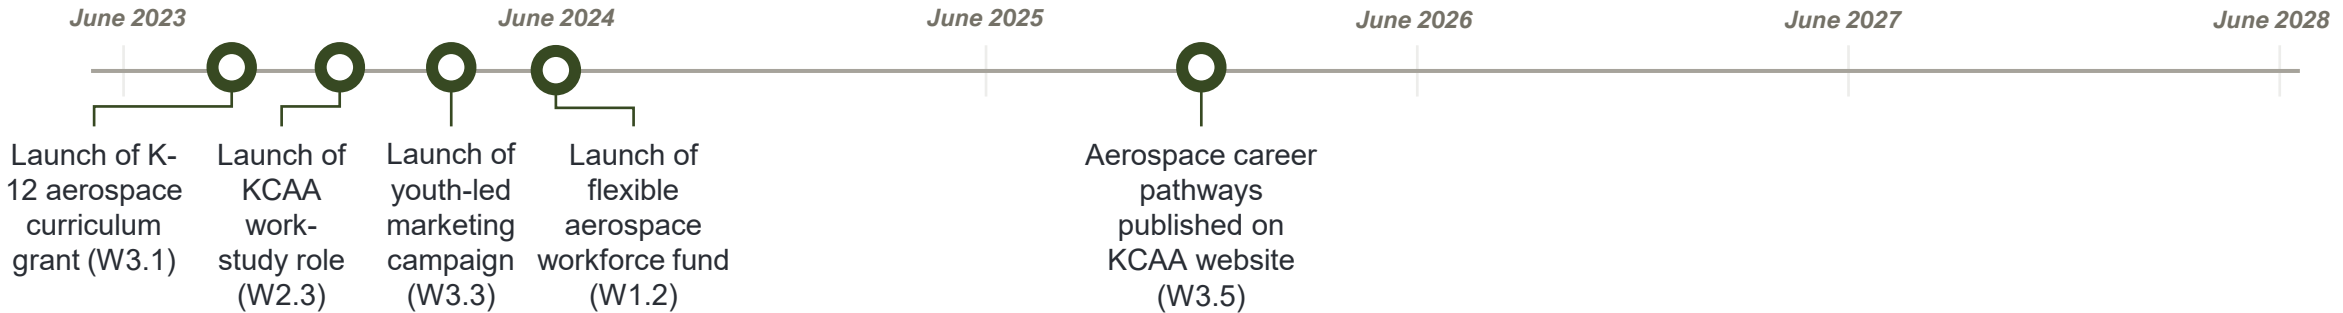 June 2023
June 2024
June 2025
June 2026
June 2027
June 2028
Launch of K-
12 aerospace
curriculum
grant (W3.1)
Launch of
KCAA
work-
study role
(W2.3)
Launch of
youth-led
marketing
campaign
(W3.3)
Launch of
flexible
aerospace
workforce fund
(W1.2)
Aerospace career
pathways
published on
KCAA website
(W3.5)